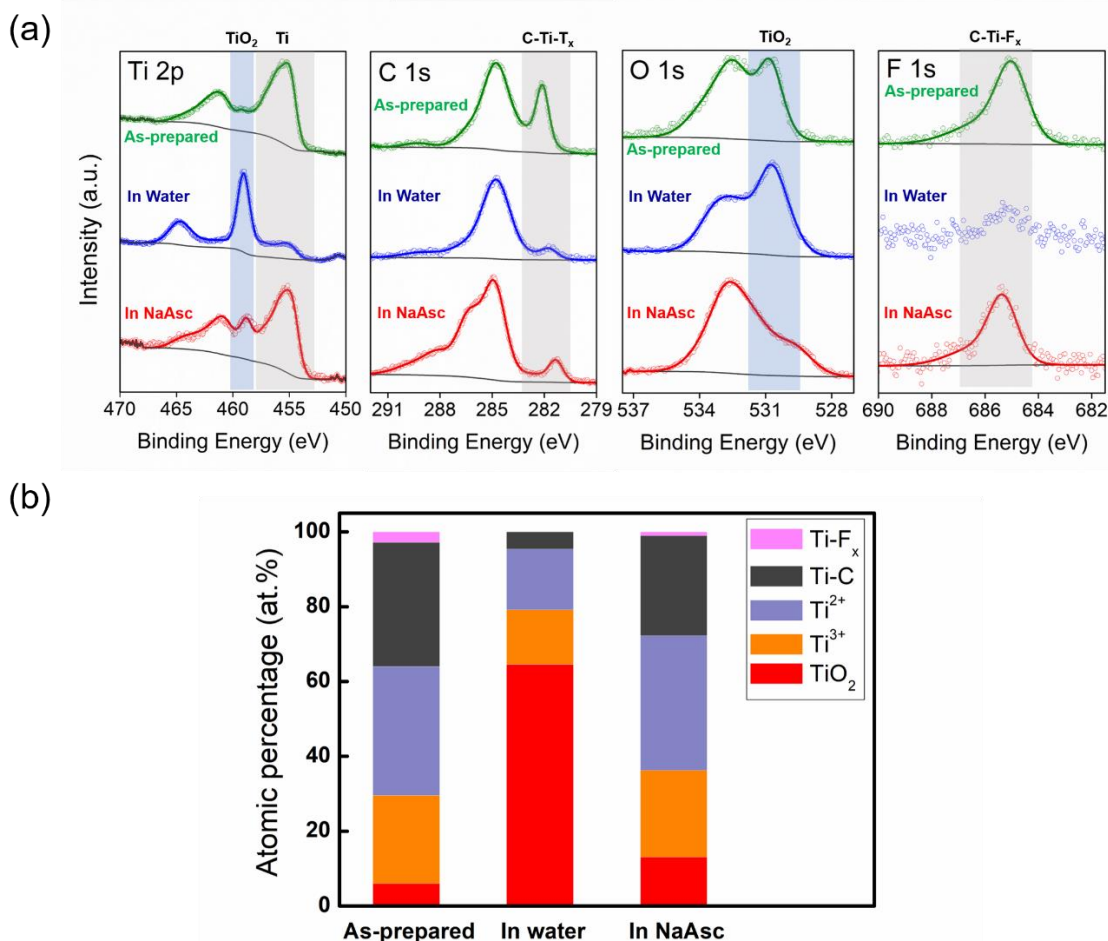 (a)
TiO₂ Ti
C-Ti-Tₓ
TiO₂
C-Ti-Fₓ
Intensity (a.u.)
Ti 2p
As-prepared
In Water
In NaAsc
470 465 460 455 450
Binding Energy (eV)
C 1s
As-prepared
In Water
In NaAsc
291 288 285 282 279
Binding Energy (eV)
O 1s
As-prepared
In Water
In NaAsc
537 534 531 528
Binding Energy (eV)
F 1s
As-prepared
In Water
In NaAsc
690 688 686 684 682
Binding Energy (eV)
(b)
Atomic percentage (at.%)
100
80
60
40
20
0
As-prepared In water In NaAsc
Ti-Fₓ
Ti-C
Ti²⁺
Ti³⁺
TiO₂